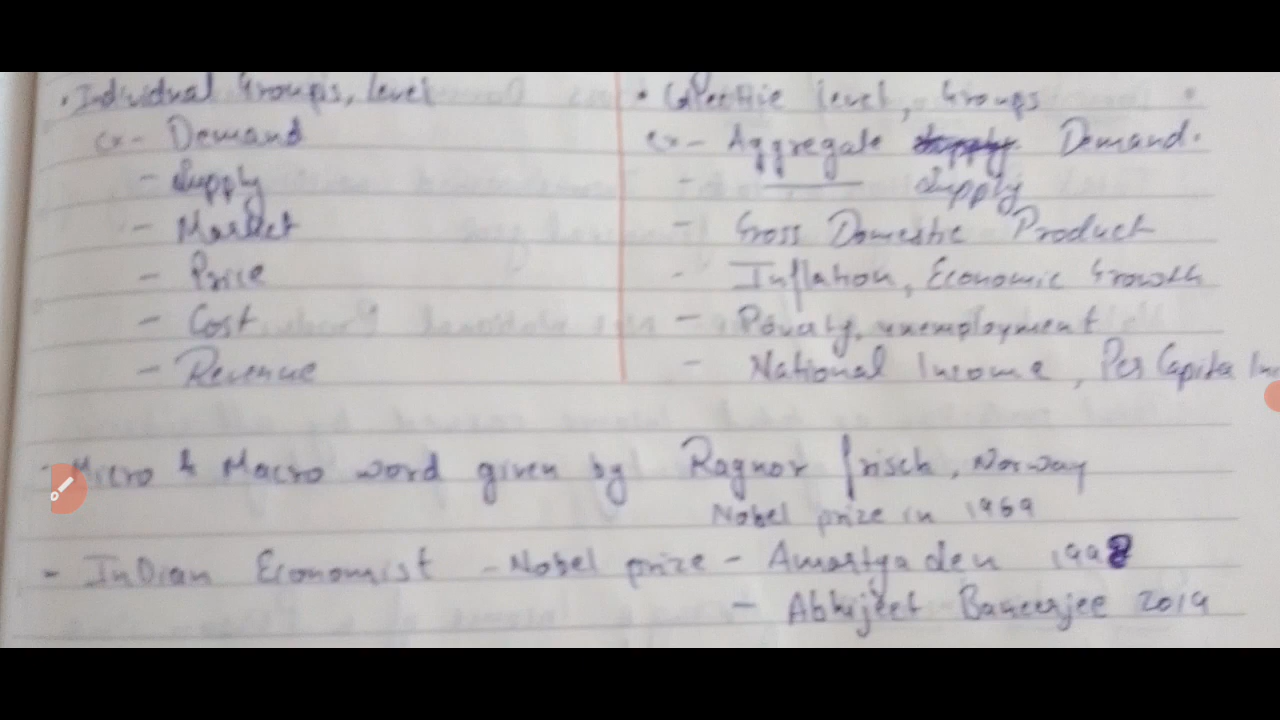 . Individual Groups, level
ex- Demand
- Supply
- Market
- Price
- Cost
- Revenue
• Collective level, Groups
ex- Aggregate Demand.
- —— Supply
- Gross Domestic Product
- Inflation, Economic Growth
- Poverty, unemployment
- National Income, Per Capita Inc
- Micro & Macro word given by Ragnor frisch, Norway
Nobel prize in 1969
- Indian Economist - Nobel prize - Amartya Sen 1998
- Abhijeet Banerjee 2019